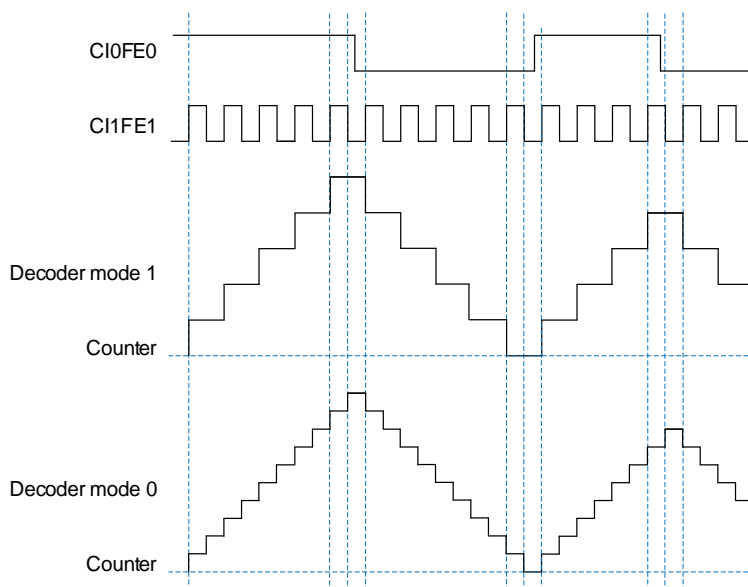 CI0FE0
CI1FE1
Decoder mode 1
Counter
Decoder mode 0
Counter